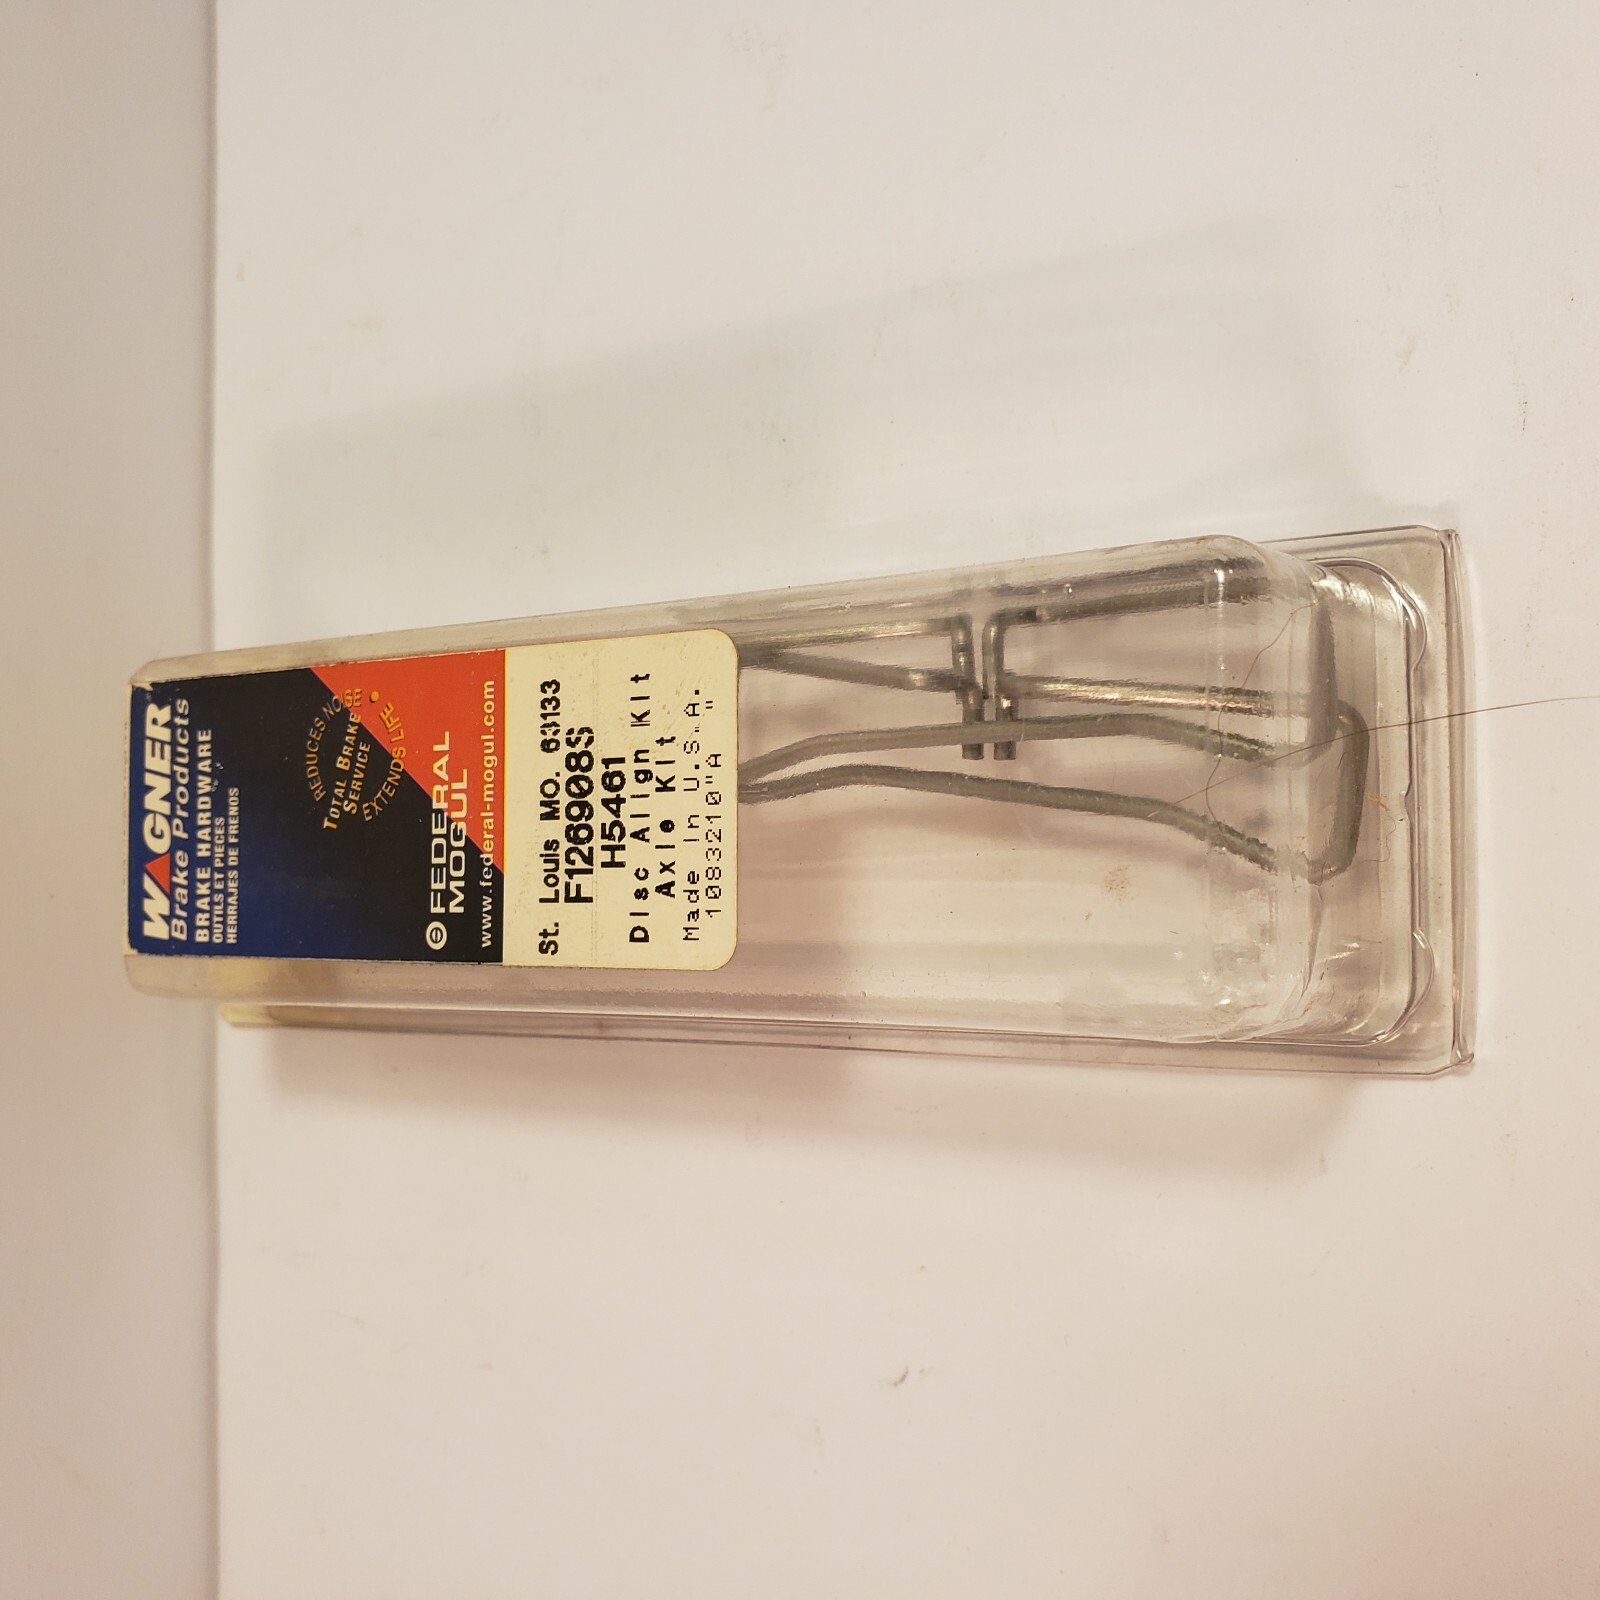 WAGNER
Brake Products
BRAKE HARDWARE
OUTILS ET PIECES
HERRAJES DE FRENOS
REDUCES NOISE
TOTAL BRAKE
SERVICE
EXTENDS LIFE
FEDERAL
MOGUL
www.federal-mogul.com
St. Louis MO. 63133
F126908S
H5461
Disc Align Kit
Axle Kit
Made In U.S.A.
1083210"A "